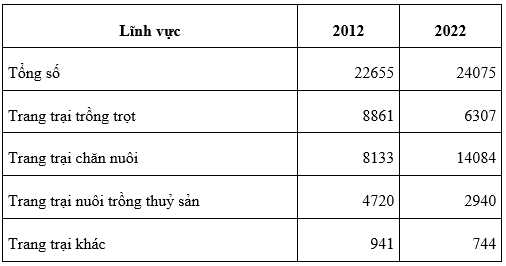 Lĩnh vực 2012 2022
Tổng số 22655 24075
Trang trại trồng trọt 8861 6307
Trang trại chăn nuôi 8133 14084
Trang trại nuôi trồng thuỷ sản 4720 2940
Trang trại khác 941 744